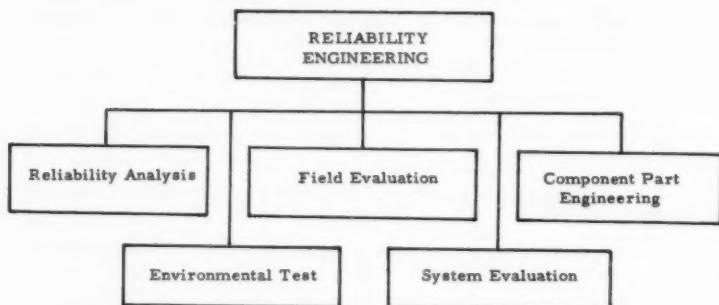 RELIABILITY
ENGINEERING
Reliability Analysis
Field Evaluation
Component Part
Engineering
Environmental Test
System Evaluation